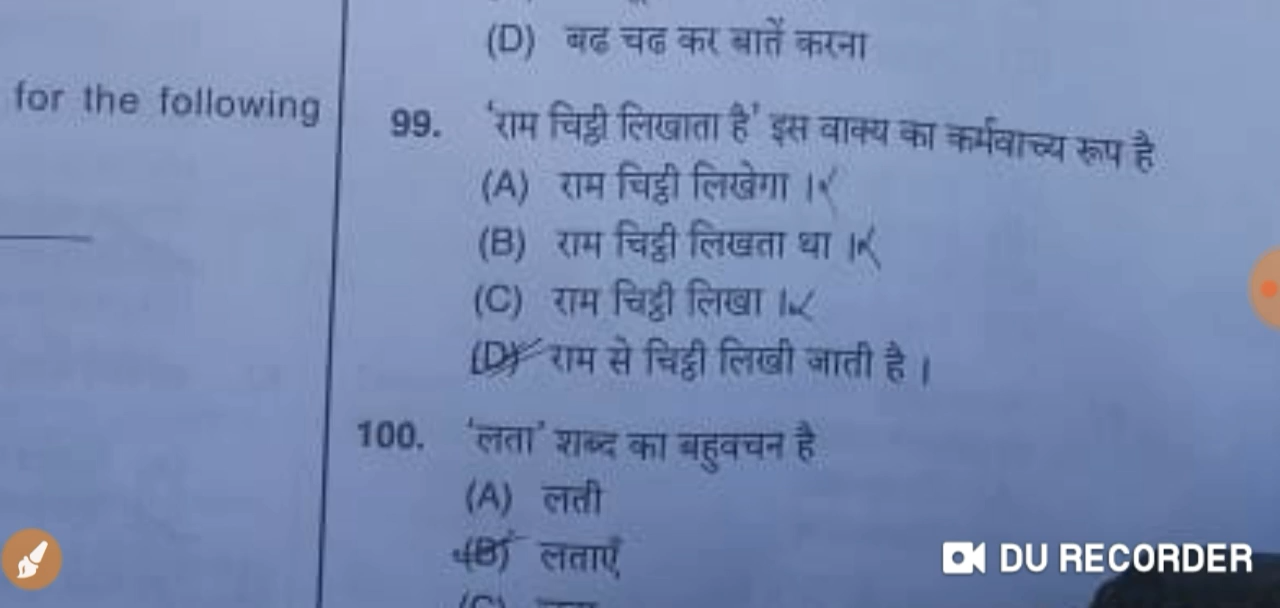 (D) बढ चढ कर बातें करना
for the following
99. 'राम चिट्ठी लिखाता है' इस वाक्य का कर्मवाच्य रूप है
(A) राम चिट्ठी लिखेगा ।
(B) राम चिट्ठी लिखता था ।
(C) राम चिट्ठी लिखा ।
(D) राम से चिट्ठी लिखी जाती है ।
100. 'लता' शब्द का बहुवचन है
(A) लती
(B) लताएँ
(C)
DU RECORDER